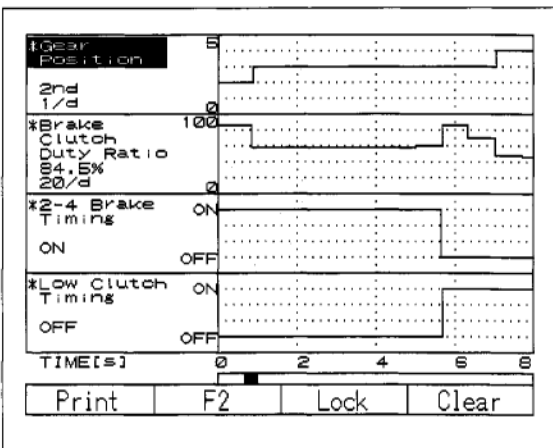 *Gear 5
Position
2nd
1/d 0
*Brake 100
Clutch
Duty Ratio
84.5%
20/d 0
*2-4 Brake ON
Timing
ON
OFF
*Low Clutch ON
Timing
OFF
OFF
TIME[s] 0 2 4 6 8
Print F2 Lock Clear